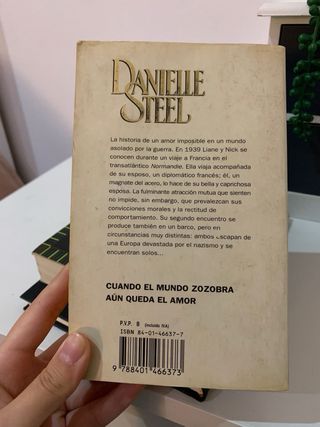 DANIELLE
STEEL
La historia de un amor imposible en un mundo
asolado por la guerra. En 1939 Liane y Nick se
conocen durante un viaje a Francia en el
transatlántico Normandie. Ella viaja acompañada
de su esposo, un diplomático francés; él, un
magnate del acero, lo hace de su bella y caprichosa
esposa. La fulminante atracción mutua que sienten
no impide, sin embargo, que prevalezcan sus
convicciones morales y la rectitud de
comportamiento. Su segundo encuentro se
produce también en un barco, pero en
circunstancias muy distintas: ambos escapan de
una Europa devastada por el nazismo y se
encuentran solos...
CUANDO EL MUNDO ZOZOBRA
AÚN QUEDA EL AMOR
P.V.P. 8 (incluido IVA)
ISBN 84-01-46637-7
9 788401 466373